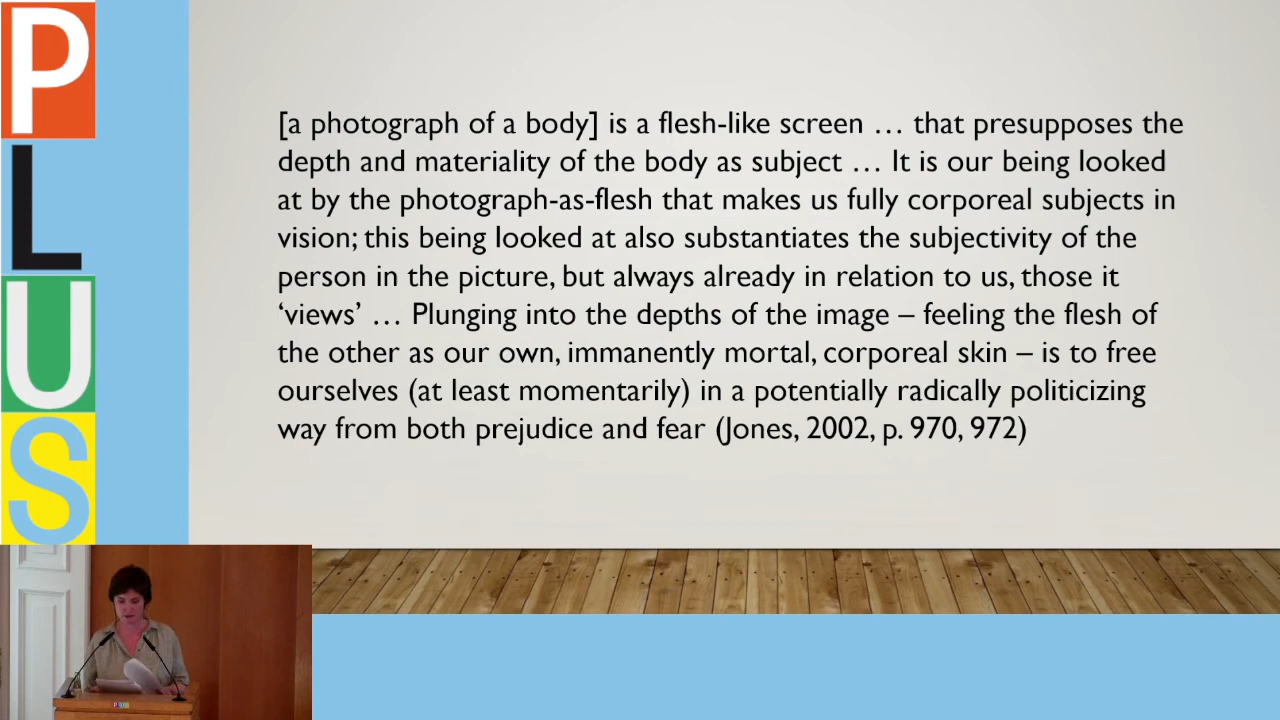 PLUS
[a photograph of a body] is a flesh-like screen … that presupposes the
depth and materiality of the body as subject … It is our being looked
at by the photograph-as-flesh that makes us fully corporeal subjects in
vision; this being looked at also substantiates the subjectivity of the
person in the picture, but always already in relation to us, those it
‘views’ … Plunging into the depths of the image – feeling the flesh of
the other as our own, immanently mortal, corporeal skin – is to free
ourselves (at least momentarily) in a potentially radically politicizing
way from both prejudice and fear (Jones, 2002, p. 970, 972)
PLUS